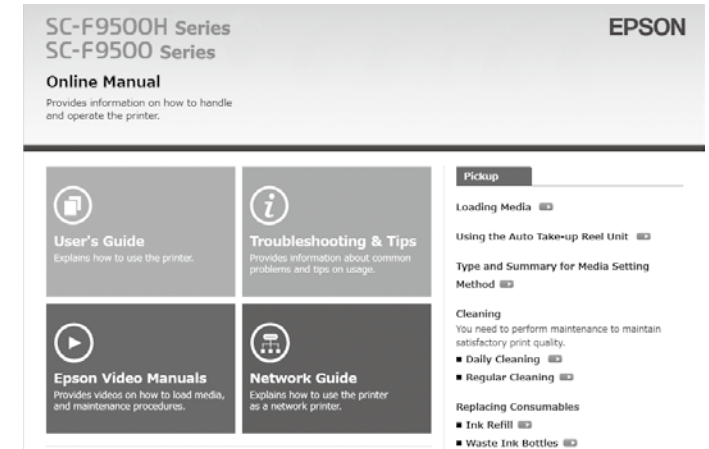 SC-F9500H Series
SC-F9500 Series
EPSON
Online Manual
Provides information on how to handle
and operate the printer.
User's Guide
Explains how to use the printer.
Troubleshooting & Tips
Provides information about common
problems and tips on usage.
Epson Video Manuals
Provides videos on how to load media,
and maintenance procedures.
Network Guide
Explains how to use the printer
as a network printer.
Pickup
Loading Media
Using the Auto Take-up Reel Unit
Type and Summary for Media Setting
Method
Cleaning
You need to perform maintenance to maintain
satisfactory print quality.
■ Daily Cleaning
■ Regular Cleaning
Replacing Consumables
■ Ink Refill
■ Waste Ink Bottles